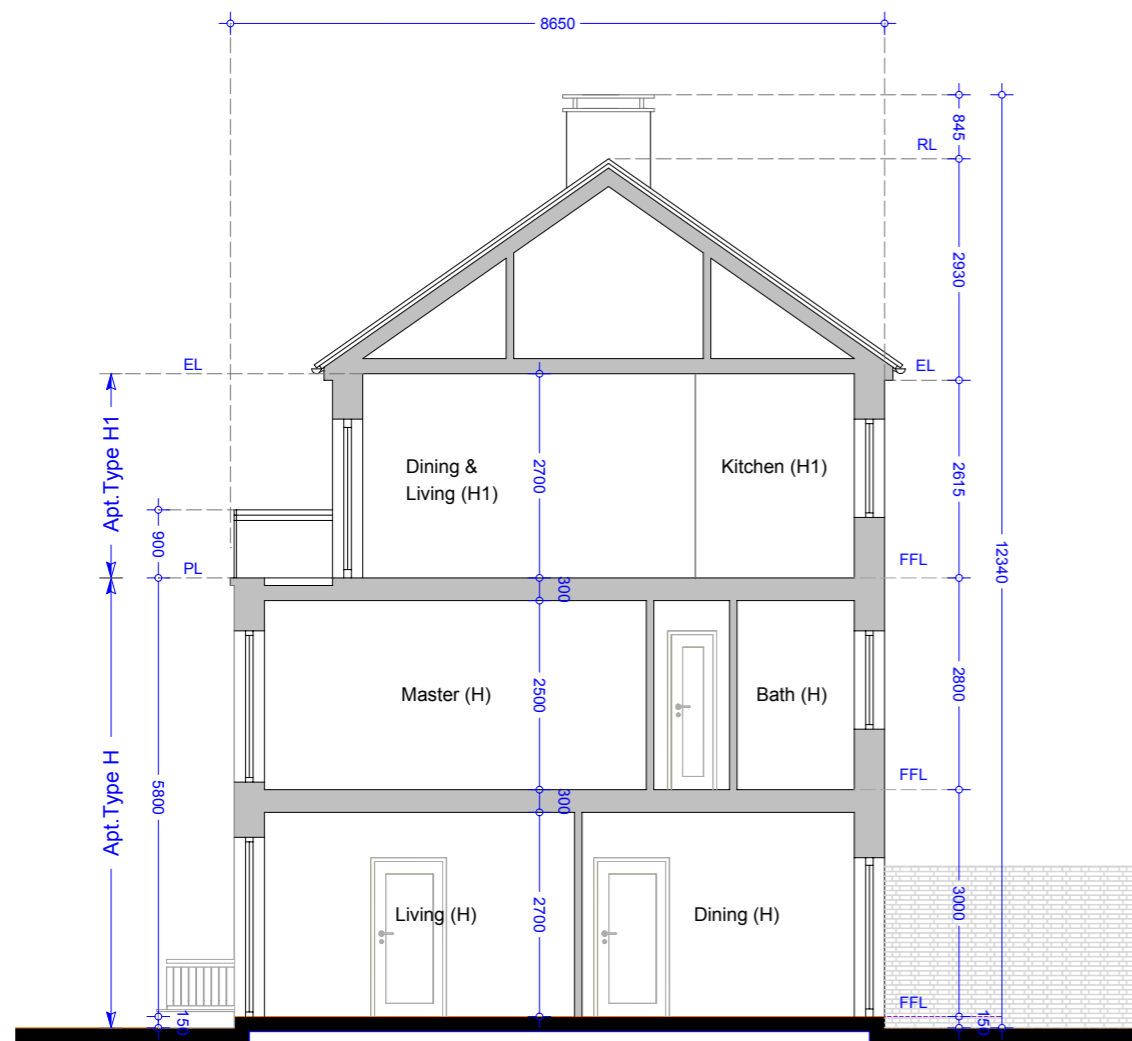 8650
845
RL
2930
EL
EL
Apt.Type H1
Dining &
Living (H1)
2700
Kitchen (H1)
2615
900
12340
PL
FFL
300
Master (H)
2500
Bath (H)
2800
Apt.Type H
5800
FFL
300
Living (H)
2700
Dining (H)
3000
FFL
150
150